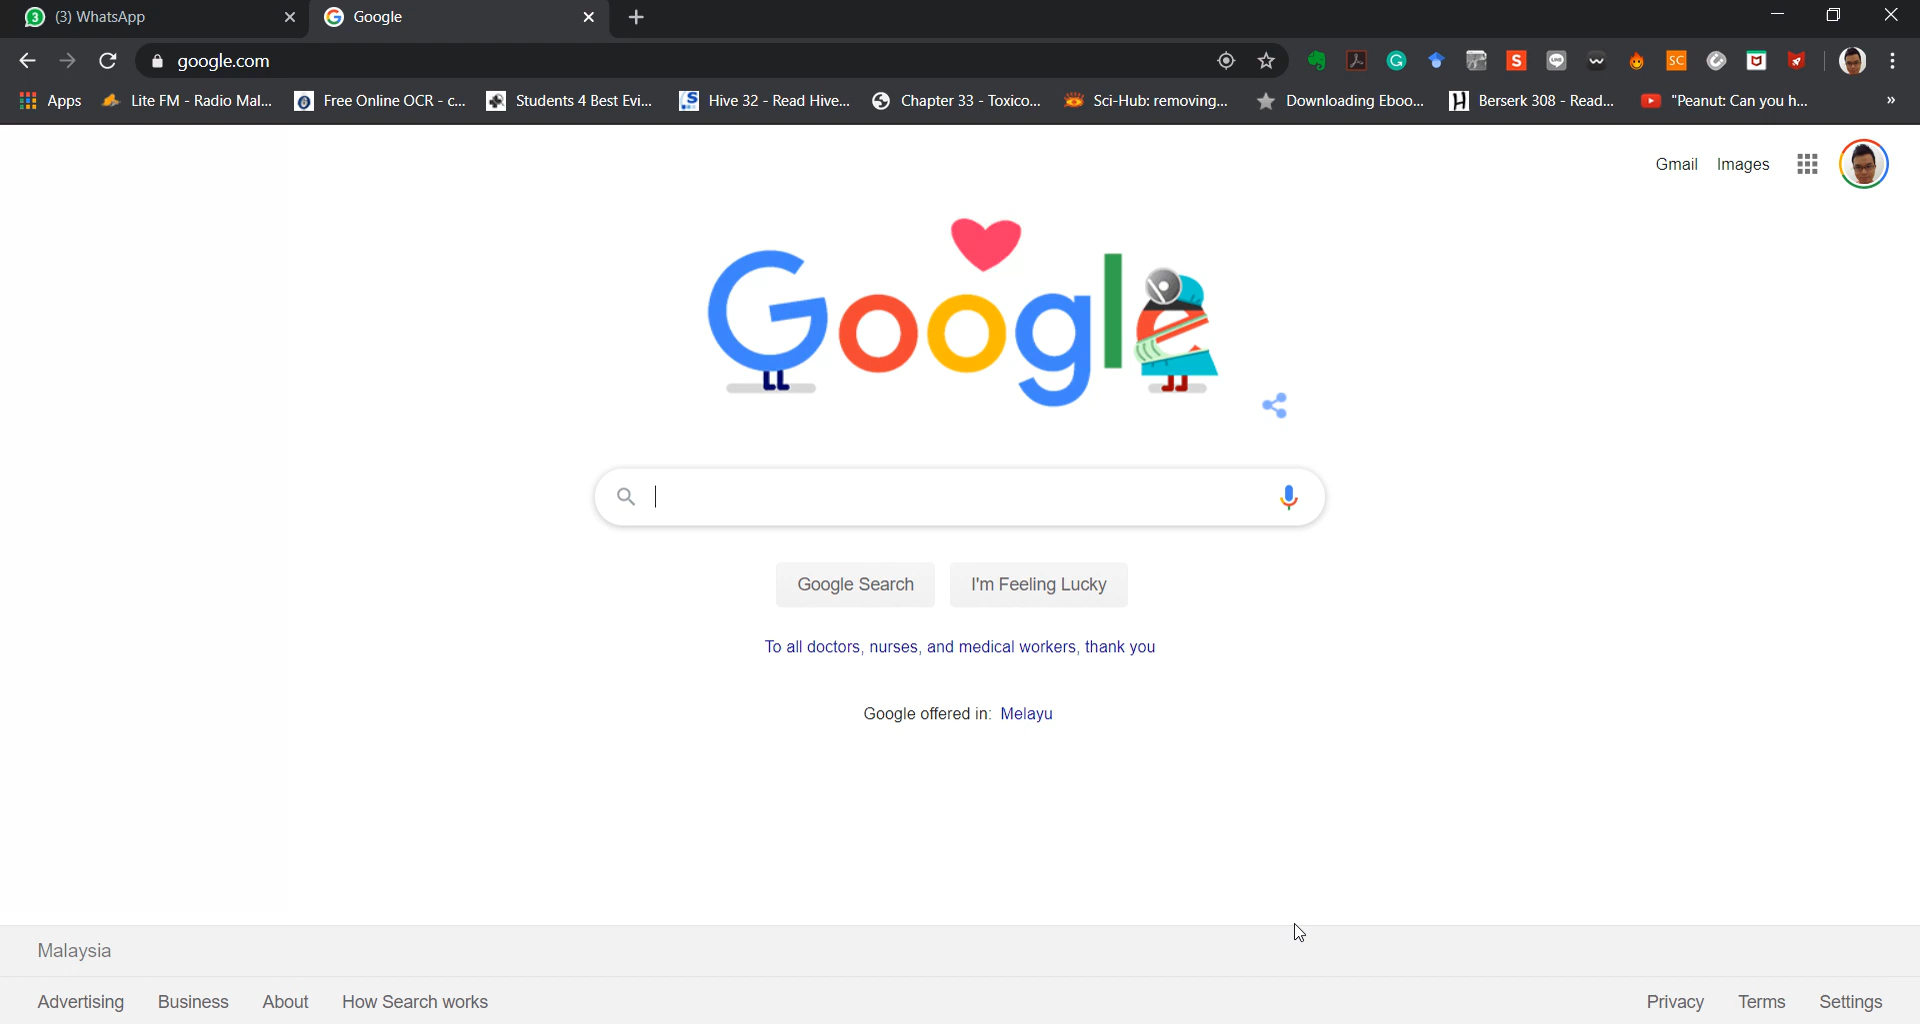 3 (3) WhatsApp
Google
google.com
Apps Lite FM - Radio Mal... Free Online OCR - c... Students 4 Best Evi... Hive 32 - Read Hive... Chapter 33 - Toxico... Sci-Hub: removing... Downloading Eboo... Berserk 308 - Read... "Peanut: Can you h... »
Gmail Images
Google
Google Search I'm Feeling Lucky
To all doctors, nurses, and medical workers, thank you
Google offered in: Melayu
Malaysia
Advertising Business About How Search works Privacy Terms Settings